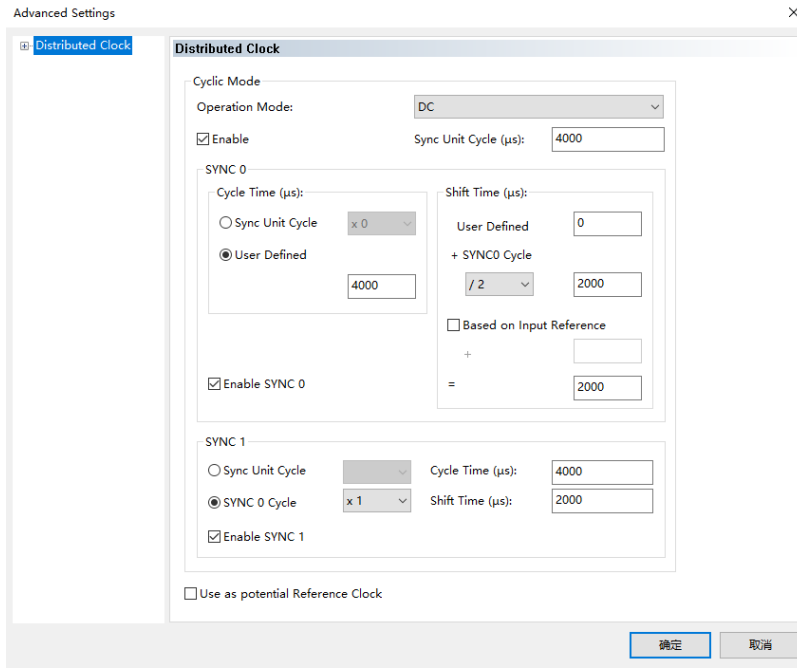 Advanced Settings
Distributed Clock
Distributed Clock
Cyclic Mode
Operation Mode:
DC
Enable
Sync Unit Cycle (µs):
4000
SYNC 0
Cycle Time (µs):
Sync Unit Cycle
x 0
User Defined
4000
Enable SYNC 0
Shift Time (µs):
User Defined
0
+ SYNC0 Cycle
/ 2
2000
Based on Input Reference
+
=
2000
SYNC 1
Sync Unit Cycle
Cycle Time (µs):
4000
SYNC 0 Cycle
x 1
Shift Time (µs):
2000
Enable SYNC 1
Use as potential Reference Clock
确定
取消